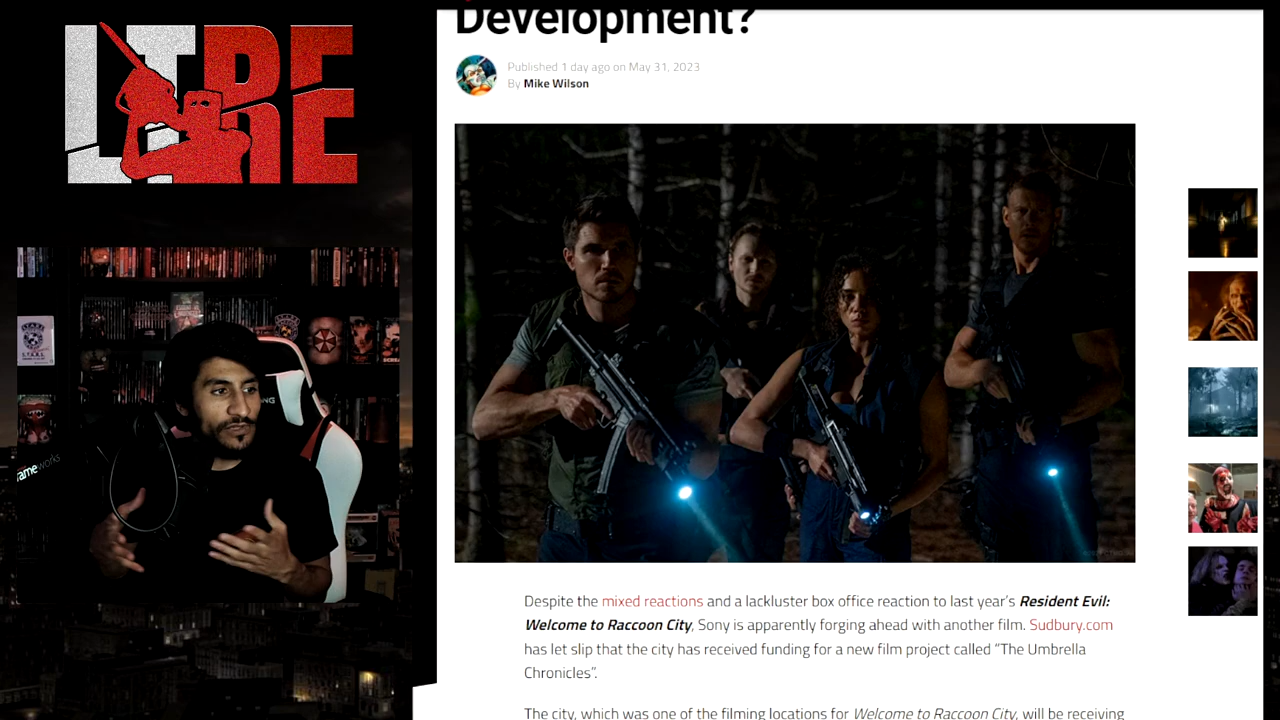 Development?
Published 1 day ago on May 31, 2023
By Mike Wilson
S.T.A.R.S.
Despite the mixed reactions and a lackluster box office reaction to last year's Resident Evil:
Welcome to Raccoon City, Sony is apparently forging ahead with another film. Sudbury.com
has let slip that the city has received funding for a new film project called "The Umbrella
Chronicles".
The city, which was one of the filming locations for Welcome to Raccoon City, will be receiving